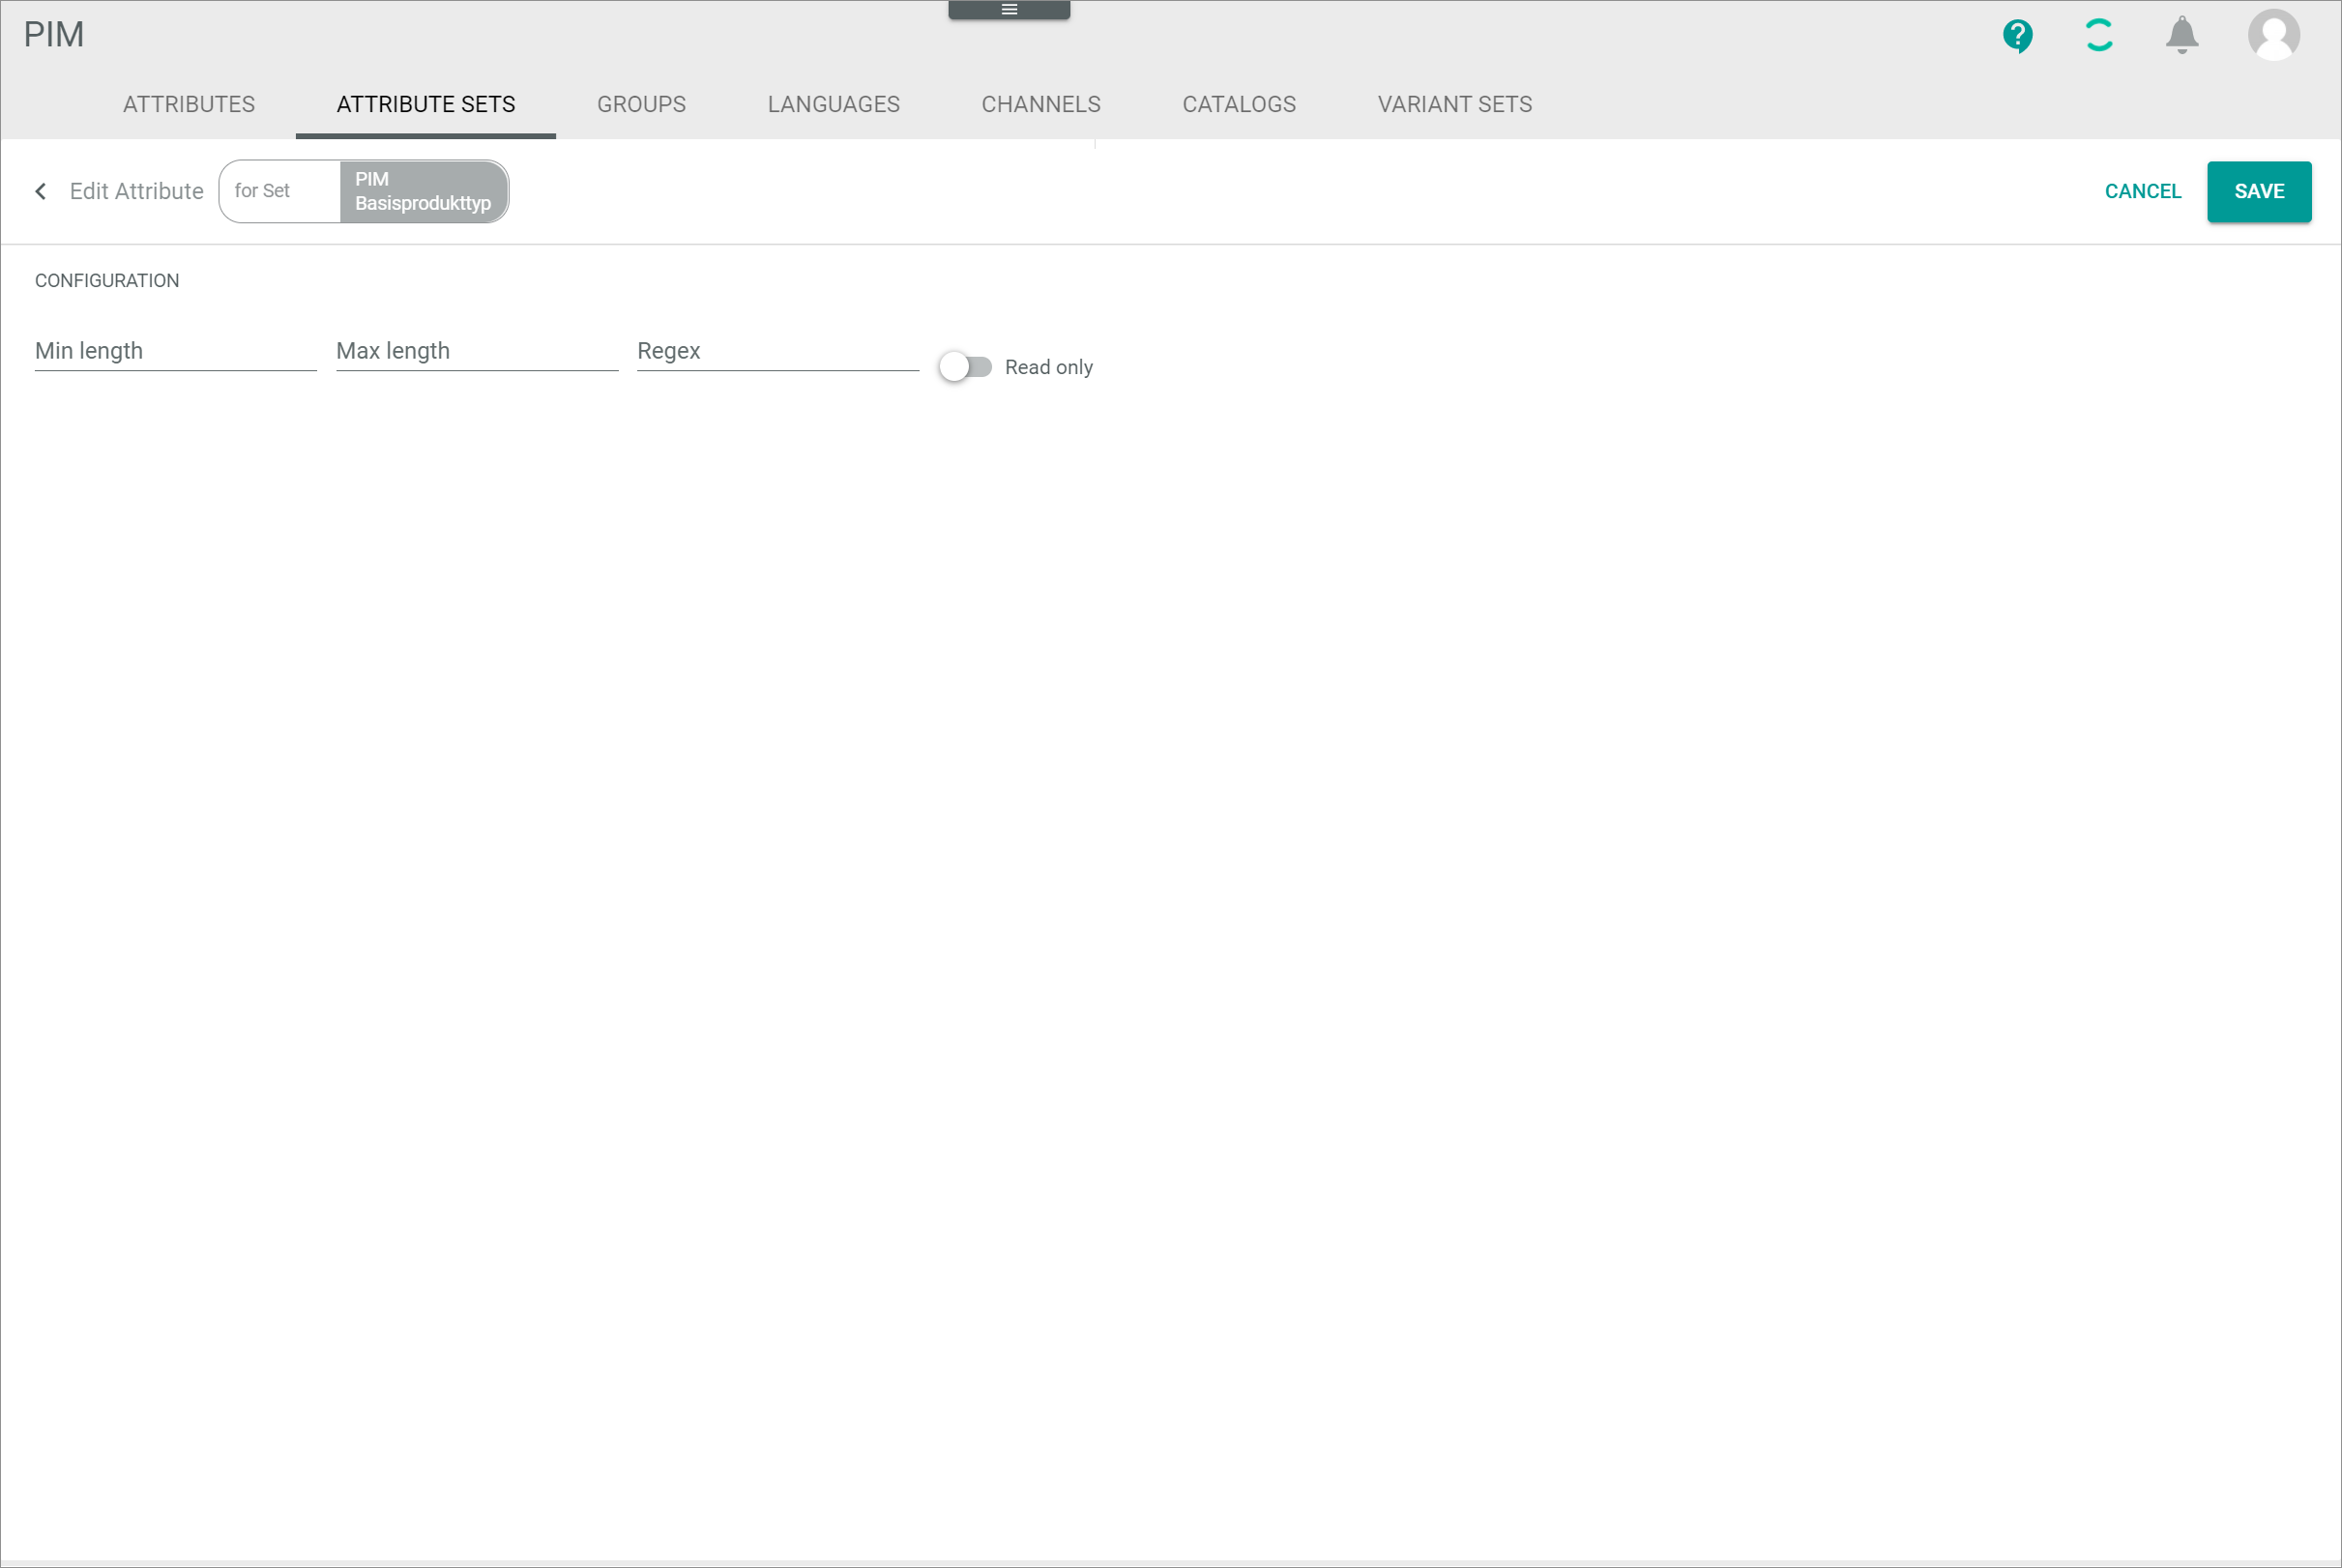 PIM
ATTRIBUTES ATTRIBUTE SETS GROUPS LANGUAGES CHANNELS CATALOGS VARIANT SETS
Edit Attribute for Set PIM
Basisprodukttyp
CANCEL SAVE
CONFIGURATION
Min length Max length Regex Read only